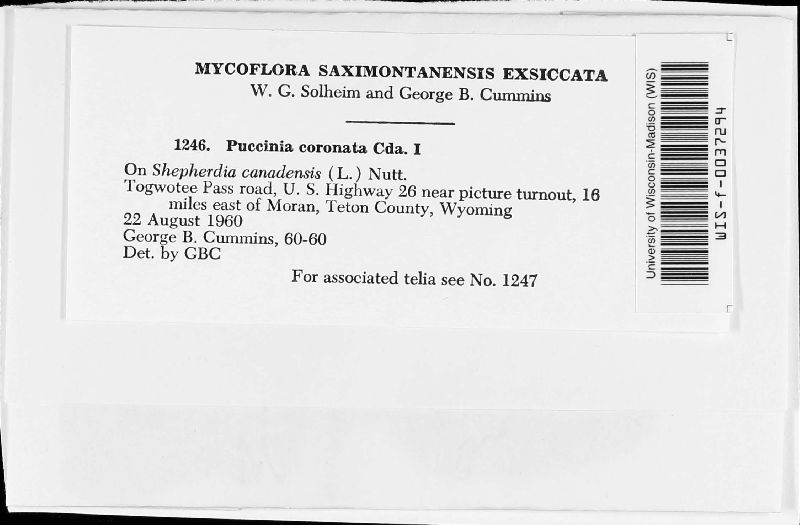 MYCOFLORA SAXIMONTANENSIS EXSICCATA
W. G. Solheim and George B. Cummins
1246. Puccinia coronata Cda. I
On Shepherdia canadensis (L.) Nutt.
Togwotee Pass road, U. S. Highway 26 near picture turnout, 16
miles east of Moran, Teton County, Wyoming
22 August 1960
George B. Cummins, 60-60
Det. by GBC
For associated telia see No. 1247
University of Wisconsin-Madison (WIS)
WIS-f-0037294